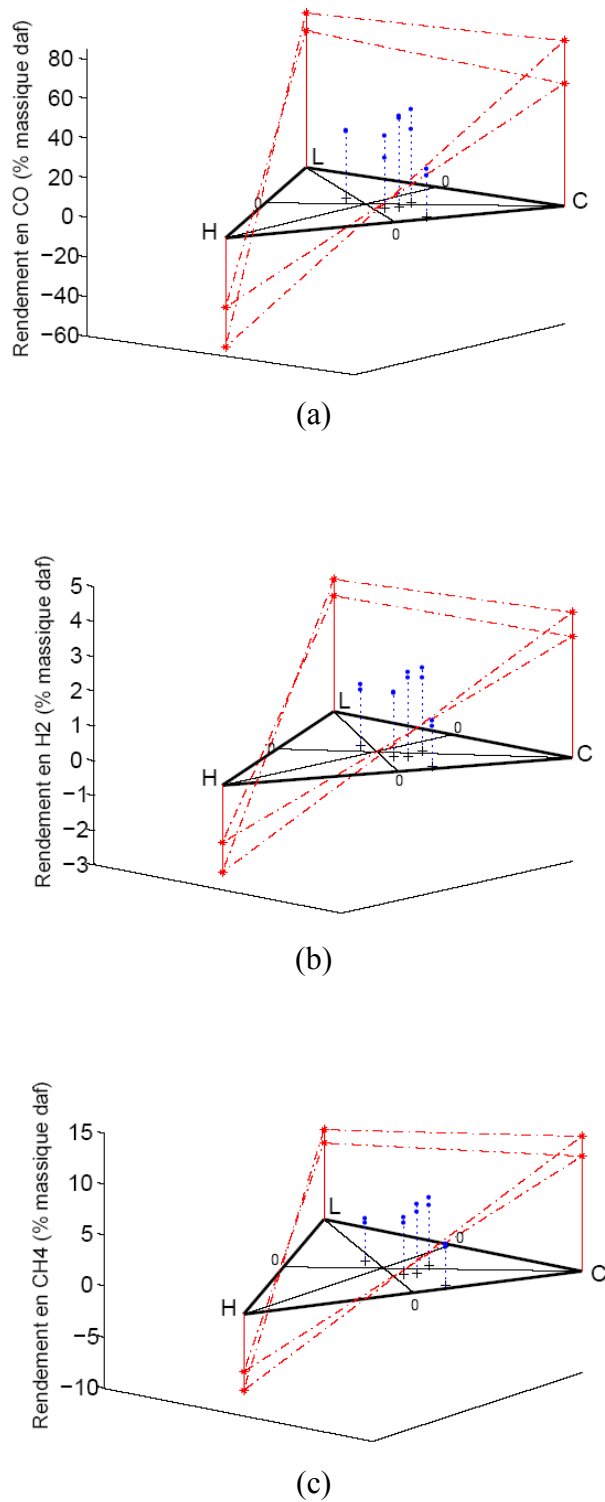 Rendement en CO (% massique daf)
80
60
40
20
0
−20
−40
−60
L
H
C
0
0
0
(a)
Rendement en H2 (% massique daf)
5
4
3
2
1
0
−1
−2
−3
L
H
C
0
0
0
(b)
Rendement en CH4 (% massique daf)
15
10
5
0
−5
−10
L
H
C
0
0
0
(c)